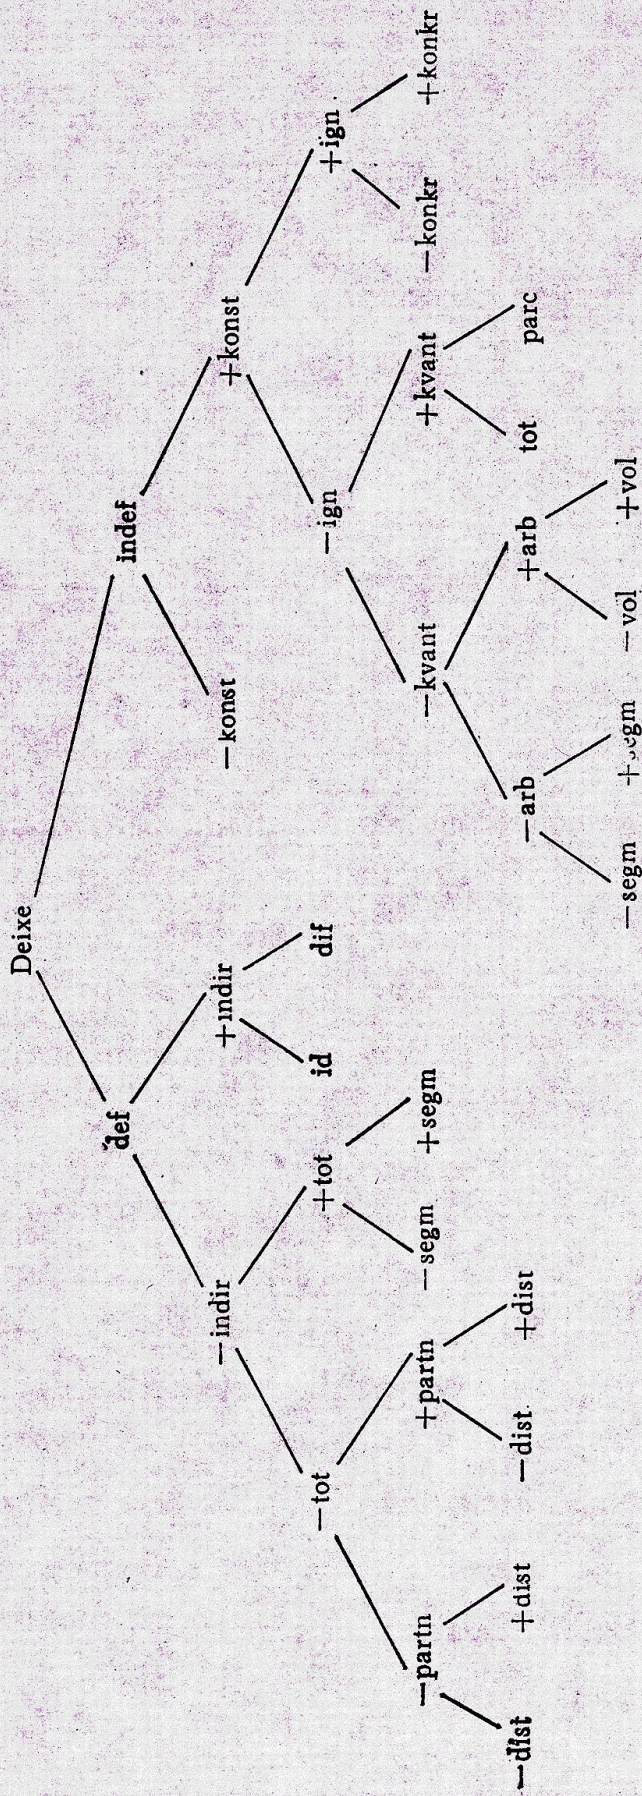 Deixe
def indef
—indir +indir —konst +konst
—tot +tot id dif —ign +ign
—partn +partn —segm +segm —kvant +kvant —konkr +konkr
—dist +dist —dist +dist —arb +arb tot parc
—segm +segm —vol +vol